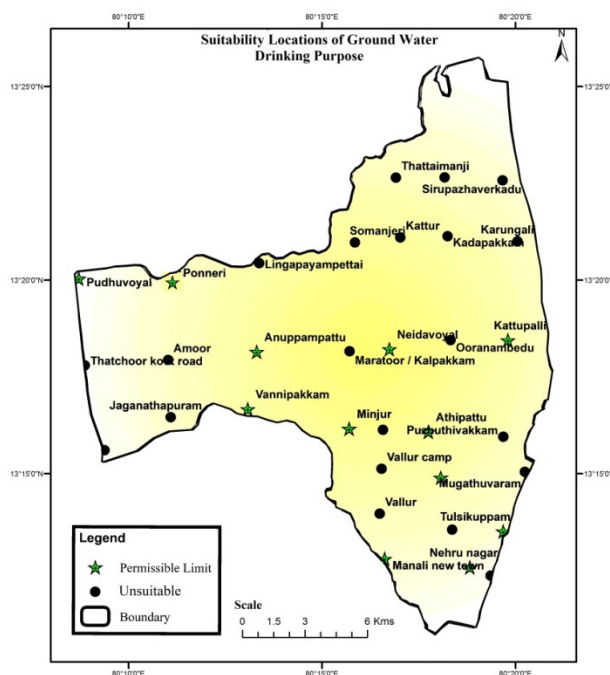 80°10'0"E
80°15'0"E
80°20'0"E
Suitability Locations of Ground Water
Drinking Purpose
N
13°25'0"N
13°25'0"N
Thattaimanji
Sirupazhaverkadu
Somanjeri
Kattur
Karungali
Kadapakkam
Lingapayampettai
13°20'0"N
13°20'0"N
Ponneri
Pudhuvoyal
Kattupalli
Anuppampattu
Neidavoyal
Ooranambedu
Amoor
Maratoor / Kalpakkam
Thatchoor road
Vannipakkam
Jaganathapuram
Minjur
Athipattu
Puzhuthivakkam
Vallur camp
13°15'0"N
13°15'0"N
Mugathuvaram
Vallur
Tulsikuppam
Nehru nagar
Manali new town
Legend
Permissible Limit
Unsuitable
Boundary
Scale
0 1.5 3 6 Kms
80°10'0"E
80°15'0"E
80°20'0"E